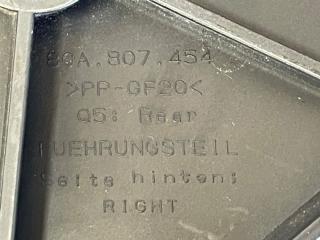 80A.807.454
>PP-GF20<
Q5: Rear
FUEHRUNGSTEIL
Seite hinten:
RIGHT